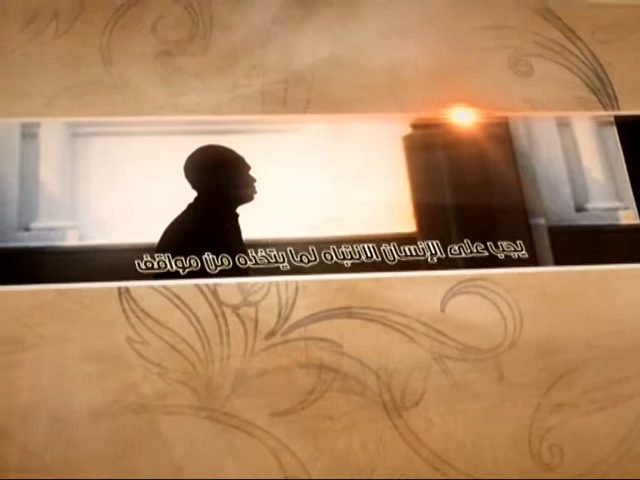 يجب على الإنسان الانتباه لما يتخذه من مواقف